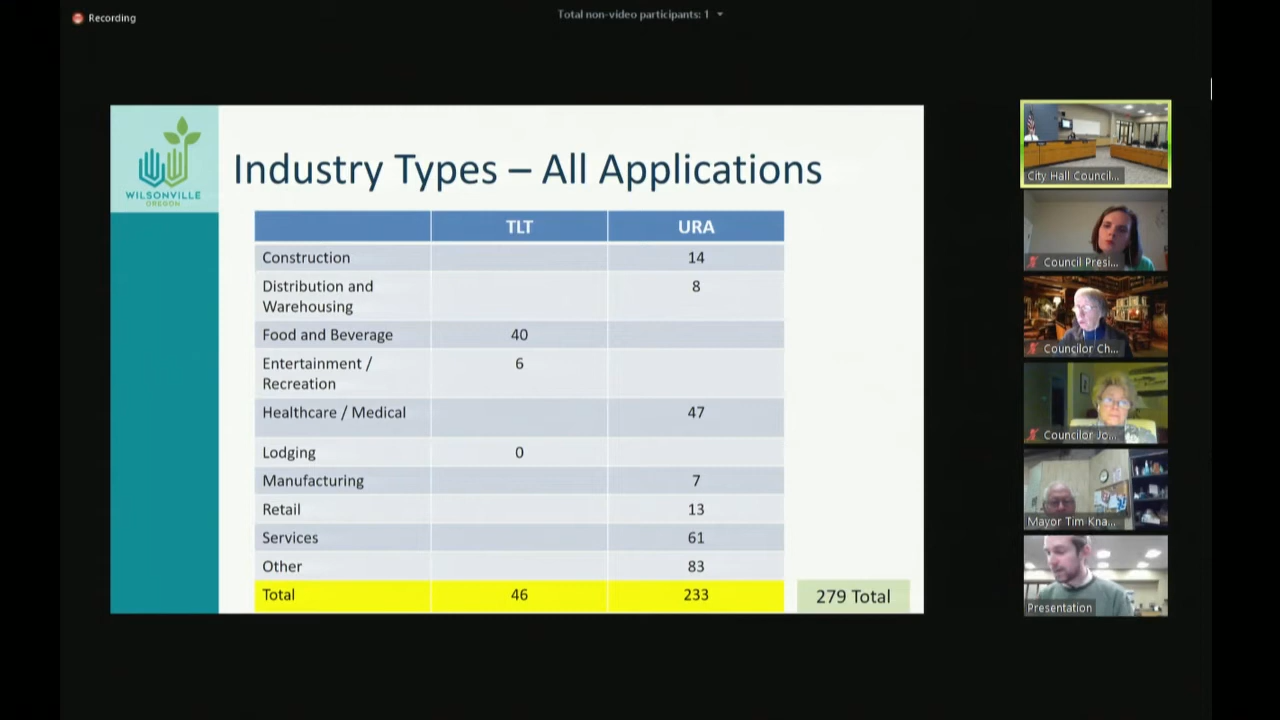 Recording
Total non-video participants: 1
WILSONVILLE
OREGON
Industry Types – All Applications
TLT URA
Construction 14
Distribution and
Warehousing 8
Food and Beverage 40
Entertainment /
Recreation 6
Healthcare / Medical 47
Lodging 0
Manufacturing 7
Retail 13
Services 61
Other 83
Total 46 233
279 Total
City Hall Council...
Council Presi...
Councilor Ch...
Councilor Jo...
Mayor Tim Kna...
Presentation